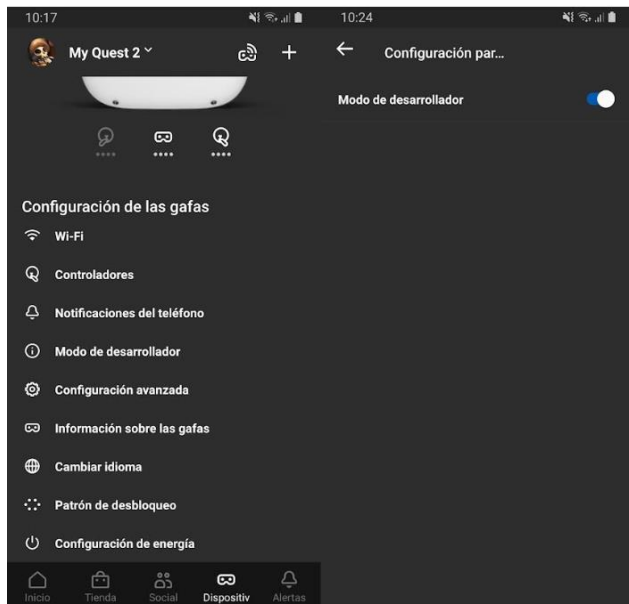 10:17
My Quest 2
Configuración de las gafas
Wi-Fi
Controladores
Notificaciones del teléfono
Modo de desarrollador
Configuración avanzada
Información sobre las gafas
Cambiar idioma
Patrón de desbloqueo
Configuración de energía
Inicio
Tienda
Social
Dispositiv
Alertas
10:24
Configuración par...
Modo de desarrollador